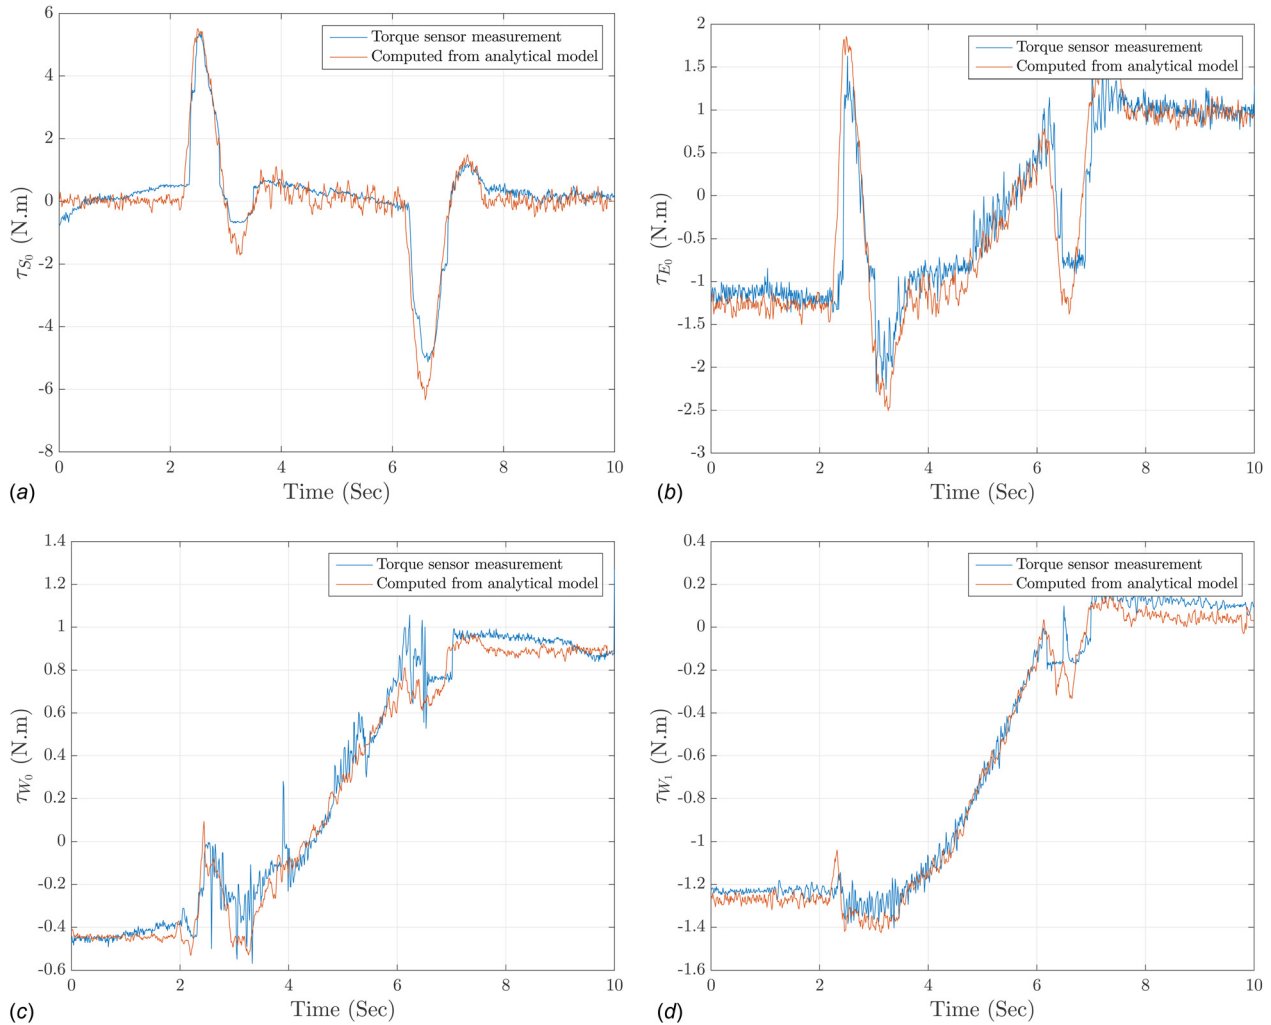 6
4
2
0
-2
-4
-6
-8
τS0 (N.m)
Torque sensor measurement
Computed from analytical model
0 2 4 6 8 10
Time (Sec)
(a)
2
1.5
1
0.5
0
-0.5
-1
-1.5
-2
-2.5
-3
τE0 (N.m)
Torque sensor measurement
Computed from analytical model
0 2 4 6 8 10
Time (Sec)
(b)
1.4
1.2
1
0.8
0.6
0.4
0.2
0
-0.2
-0.4
-0.6
τW0 (N.m)
Torque sensor measurement
Computed from analytical model
0 2 4 6 8 10
Time (Sec)
(c)
0.4
0.2
0
-0.2
-0.4
-0.6
-0.8
-1
-1.2
-1.4
-1.6
τW1 (N.m)
Torque sensor measurement
Computed from analytical model
0 2 4 6 8 10
Time (Sec)
(d)